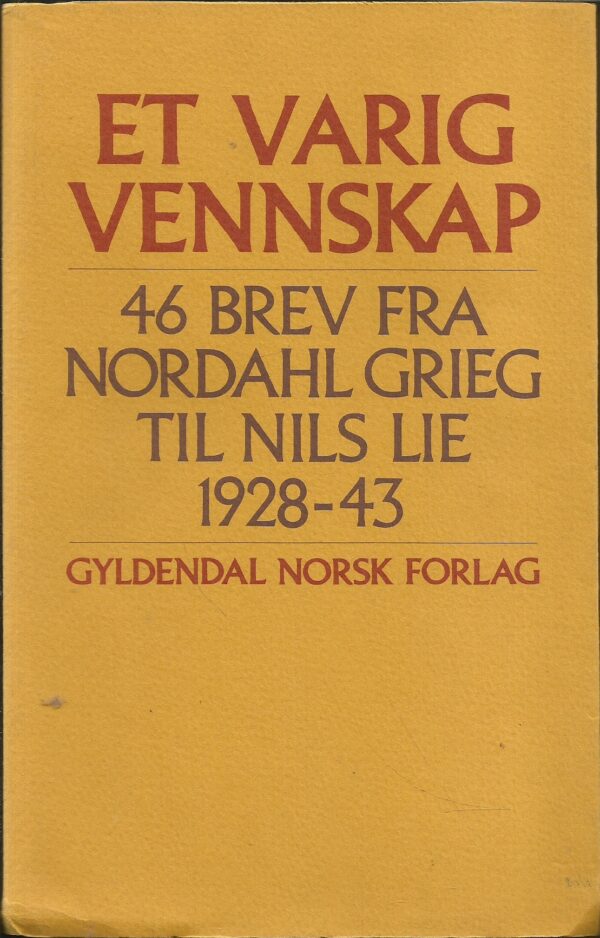 ET VARIG
VENNSKAP
46 BREV FRA
NORDAHL GRIEG
TIL NILS LIE
1928-43
GYLDENDAL NORSK FORLAG